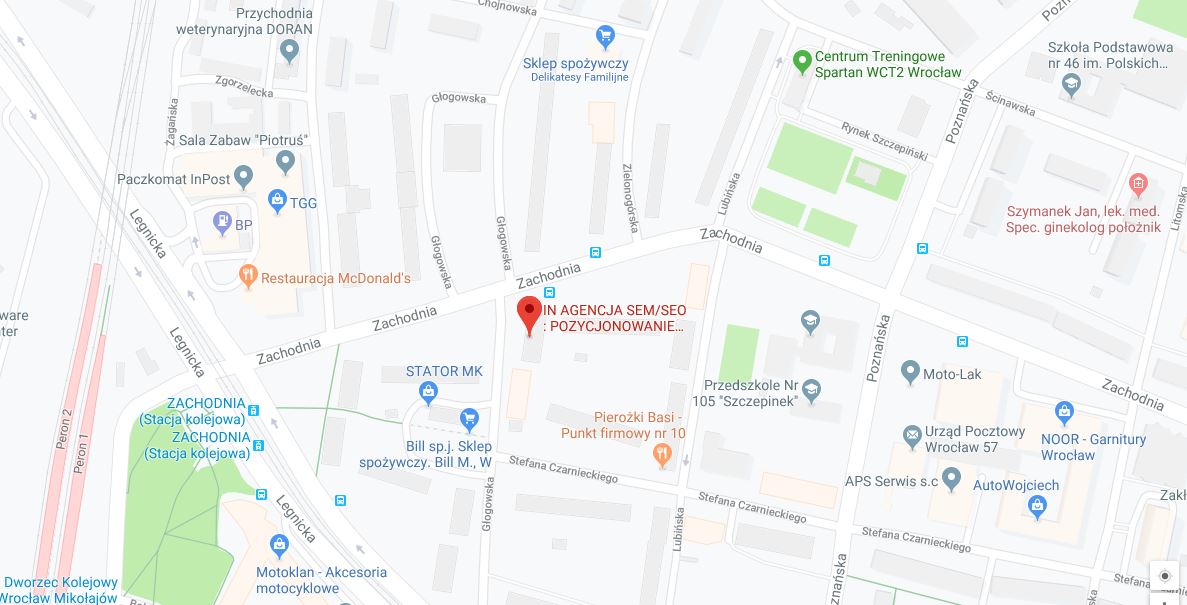 Przychodnia
weterynaryjna DORAN
Chojnowska
Sklep spożywczy
Delikatesy Familijne
Centrum Treningowe
Spartan WCT2 Wrocław
Szkoła Podstawowa
nr 46 im. Polskich...
Zgorzelecka
Żagańska
Głogowska
Ścinawska
Poznańska
Rynek Szczepiński
Sala Zabaw "Piotruś"
Paczkomat InPost
TGG
BP
Zielonogórska
Lubińska
Szymanek Jan, lek. med.
Spec. ginekolog położnik
Litomska
Legnicka
Głogowska
Głogowska
Zachodnia
Zachodnia
Restauracja McDonald's
Zachodnia
IN AGENCJA SEM/SEO
: POZYCJONOWANIE...
Legnicka
Zachodnia
Poznańska
STATOR MK
Moto-Lak
Zachodnia
Przedszkole Nr
105 "Szczepinek"
ZACHODNIA
(Stacja kolejowa)
ZACHODNIA
(Stacja kolejowa)
Peron 2
Peron 1
Pierożki Basi -
Punkt firmowy nr 10
Bill sp.j. Sklep
spożywczy. Bill M., W
Urząd Pocztowy
Wrocław 57
NOOR - Garnitury
Wrocław
Stefana Czarnieckiego
APS Serwis s.c
AutoWojciech
Głogowska
Legnicka
Lubińska
Stefana Czarnieckiego
Stefana Czarnieckiego
Motoklan - Akcesoria
motocyklowe
Dworzec Kolejowy
Wrocław Mikołajów